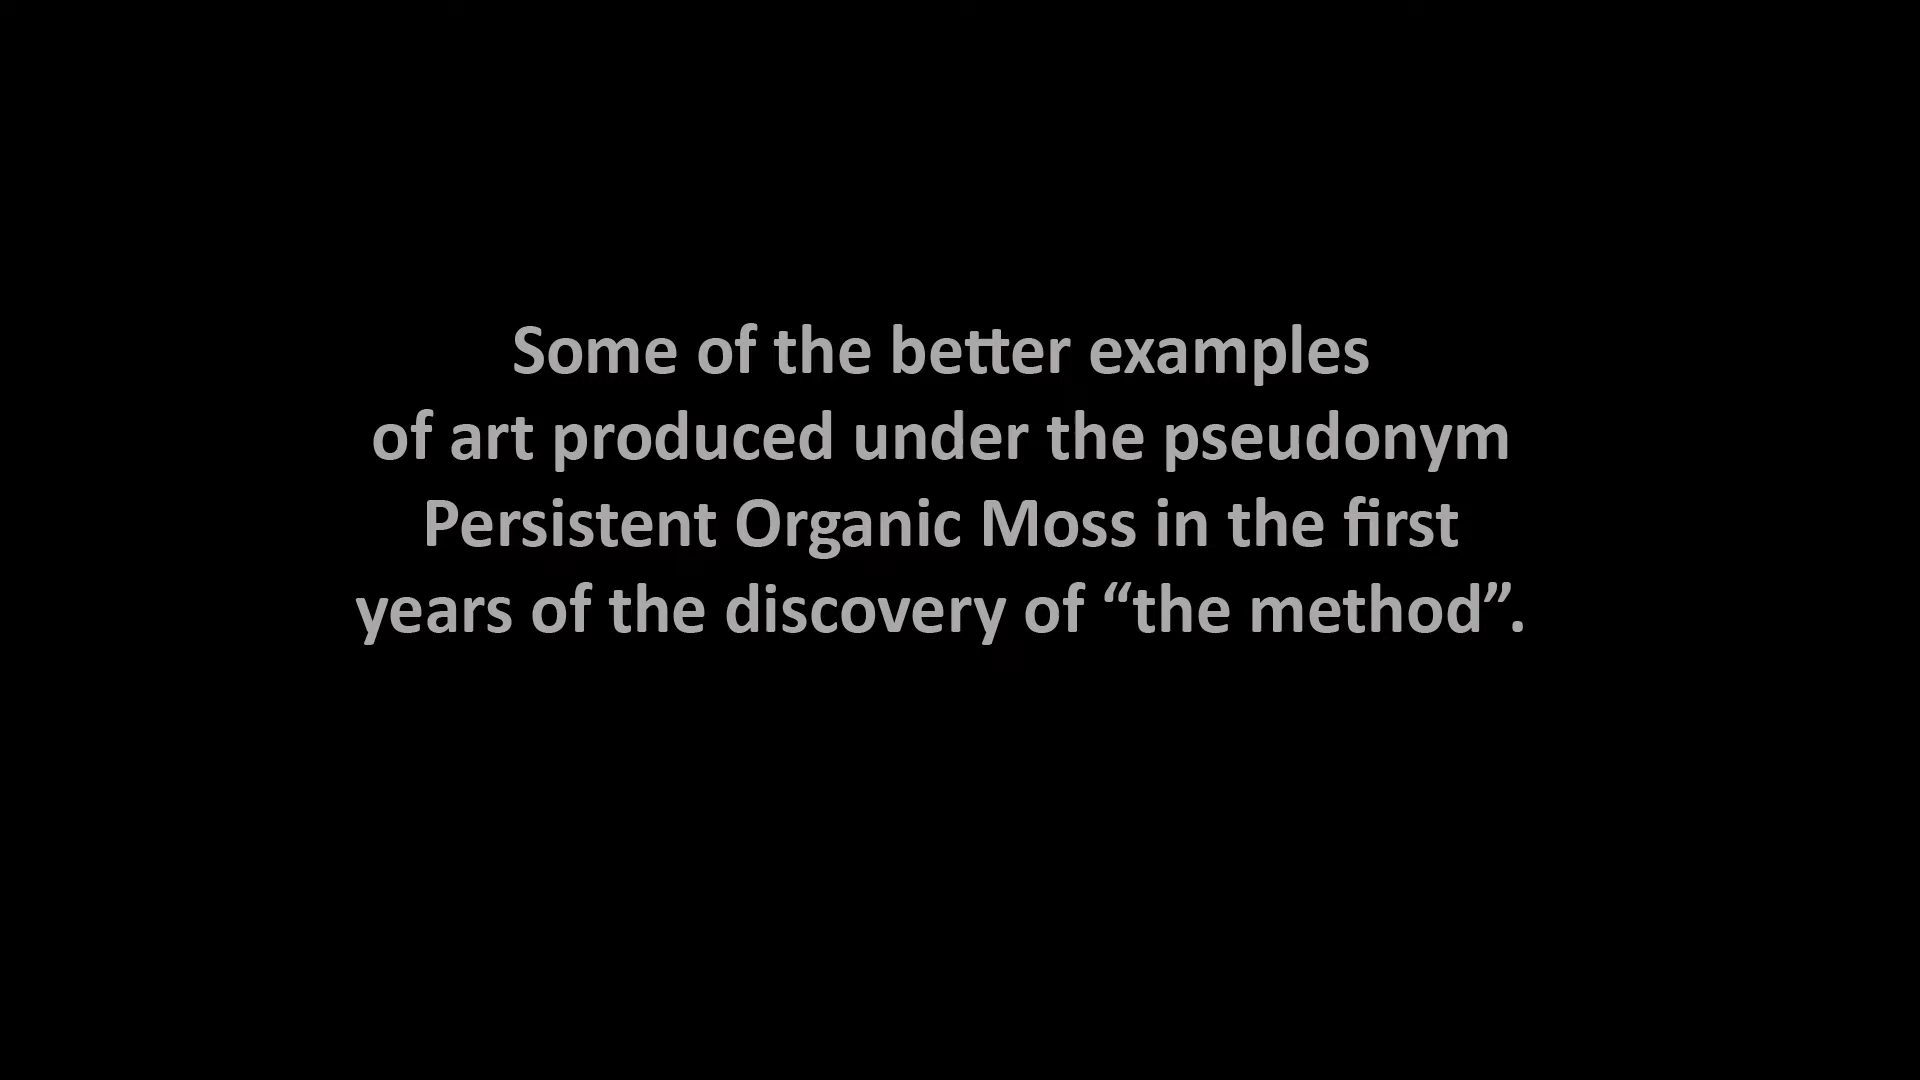 Some of the better examples
of art produced under the pseudonym
Persistent Organic Moss in the first
years of the discovery of “the method”.